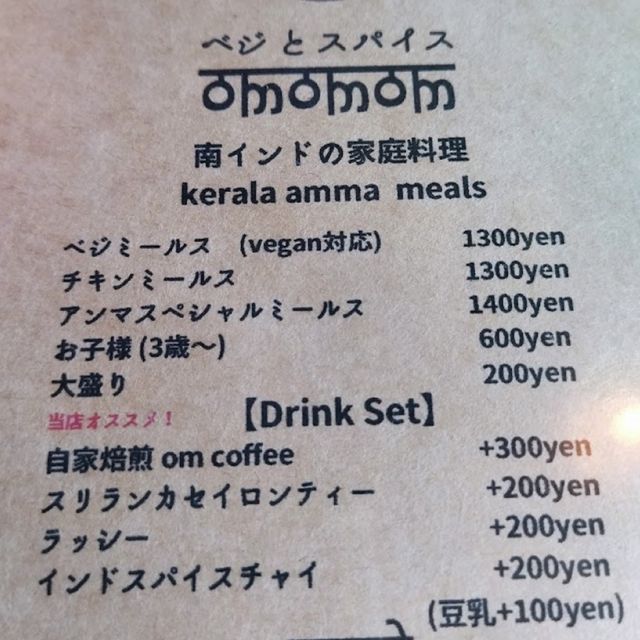 ベジとスパイス
omomom
南インドの家庭料理
kerala amma meals
ベジミールス (vegan対応) 1300yen
チキンミールス 1300yen
アンマスペシャルミールス 1400yen
お子様 (3歳〜) 600yen
大盛り 200yen
当店オススメ! 【Drink Set】
自家焙煎 om coffee +300yen
スリランカセイロンティー +200yen
ラッシー +200yen
インドスパイスチャイ +200yen
(豆乳+100yen)